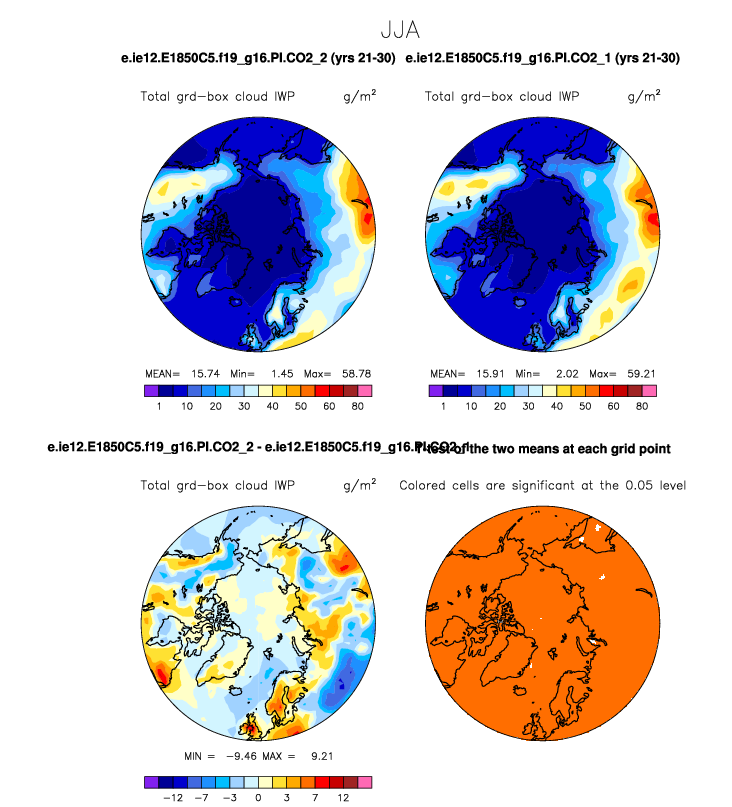 JJA
e.ie12.E1850C5.f19_g16.PI.CO2_2 (yrs 21-30) e.ie12.E1850C5.f19_g16.PI.CO2_1 (yrs 21-30)
Total grd-box cloud IWP g/m² Total grd-box cloud IWP g/m²
MEAN= 15.74 Min= 1.45 Max= 58.78 MEAN= 15.91 Min= 2.02 Max= 59.21
1 10 20 30 40 50 60 80 1 10 20 30 40 50 60 80
e.ie12.E1850C5.f19_g16.PI.CO2_2 - e.ie12.E1850C5.f19_g16.PI.CO2_1 T-test of the two means at each grid point
Total grd-box cloud IWP g/m² Colored cells are significant at the 0.05 level
MIN = -9.46 MAX = 9.21
-12 -7 -3 0 3 7 12